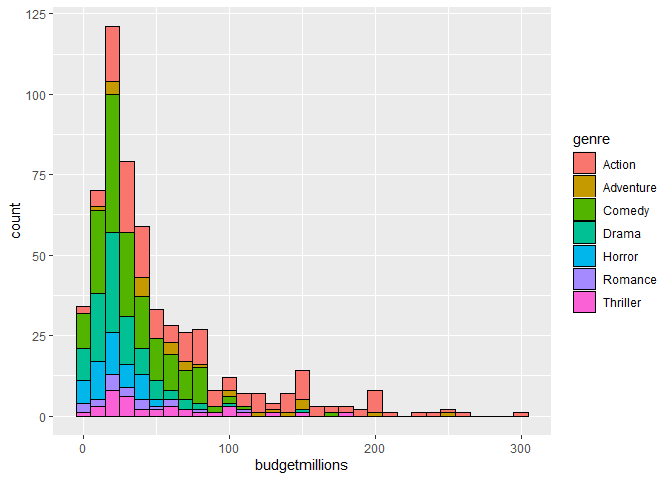 125
100
75
50
25
0
count
0 100 200 300
budgetmillions
genre
Action
Adventure
Comedy
Drama
Horror
Romance
Thriller